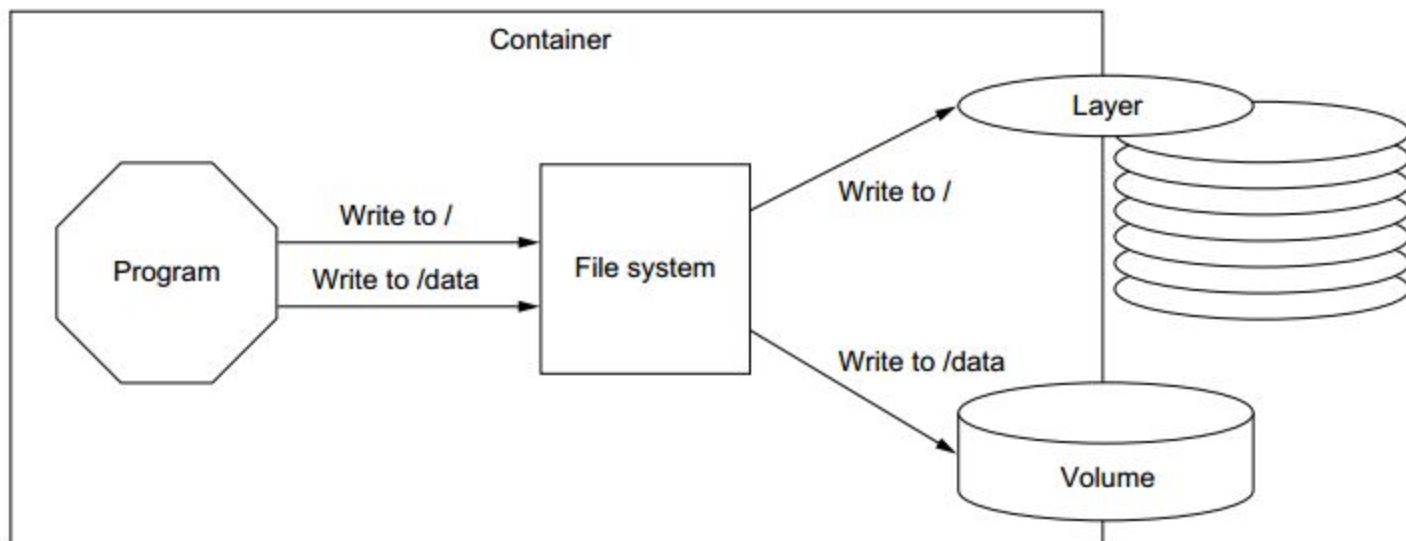 Container
Layer
Write to /
Write to /
Program
File system
Write to /data
Write to /data
Volume